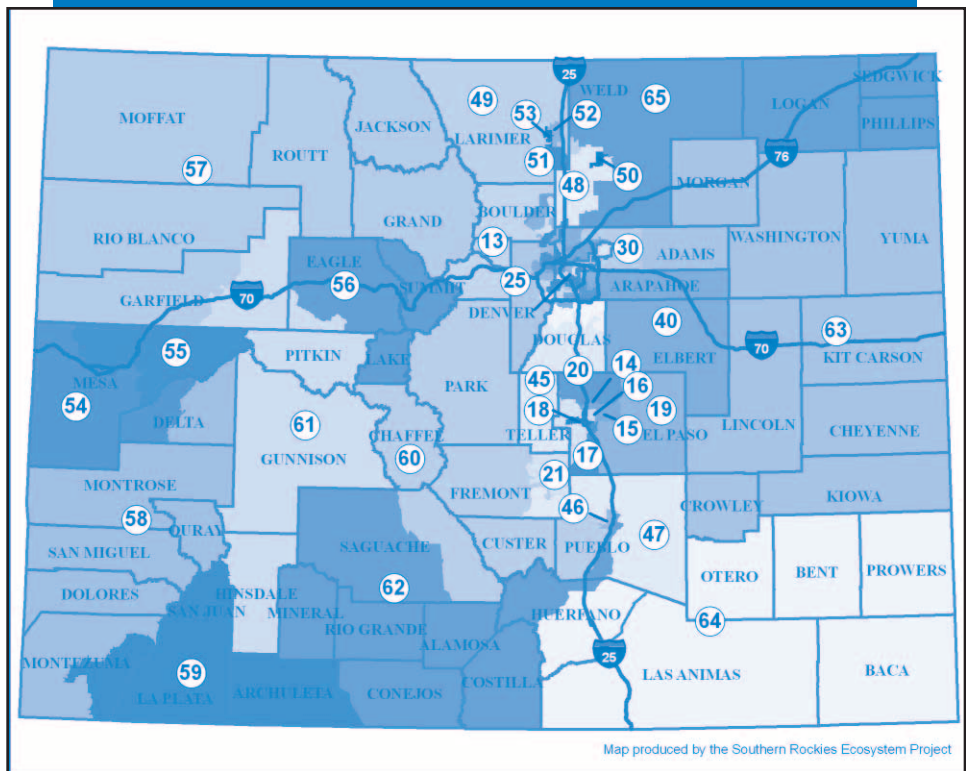 25
WELD
65
SEDGWICK
49
53
52
LOGAN
MOFFAT
JACKSON
LARIMER
PHILLIPS
ROUTT
76
57
51
50
48
MORGAN
BOULDER
GRAND
RIO BLANCO
13
30
ADAMS
WASHINGTON
YUMA
EAGLE
56
SUMMIT
25
ARAPAHOE
GARFIELD
70
DENVER
40
63
55
PITKIN
LAKE
DOUGLAS
ELBERT
70
KIT CARSON
MESA
54
PARK
45
20
14
16
DELTA
61
CHAFFEE
18
TELLER
15
19
EL PASO
LINCOLN
CHEYENNE
GUNNISON
60
17
MONTROSE
FREMONT
21
CROWLEY
KIOWA
58
OURAY
46
47
SAN MIGUEL
SAGUACHE
CUSTER
PUEBLO
OTERO
BENT
PROWERS
DOLORES
HINSDALE
62
SAN JUAN
MINERAL
HUERFANO
64
RIO GRANDE
ALAMOSA
MONTEZUMA
59
25
LAS ANIMAS
BACA
LA PLATA
ARCHULETA
CONEJOS
COSTILLA
Map produced by the Southern Rockies Ecosystem Project